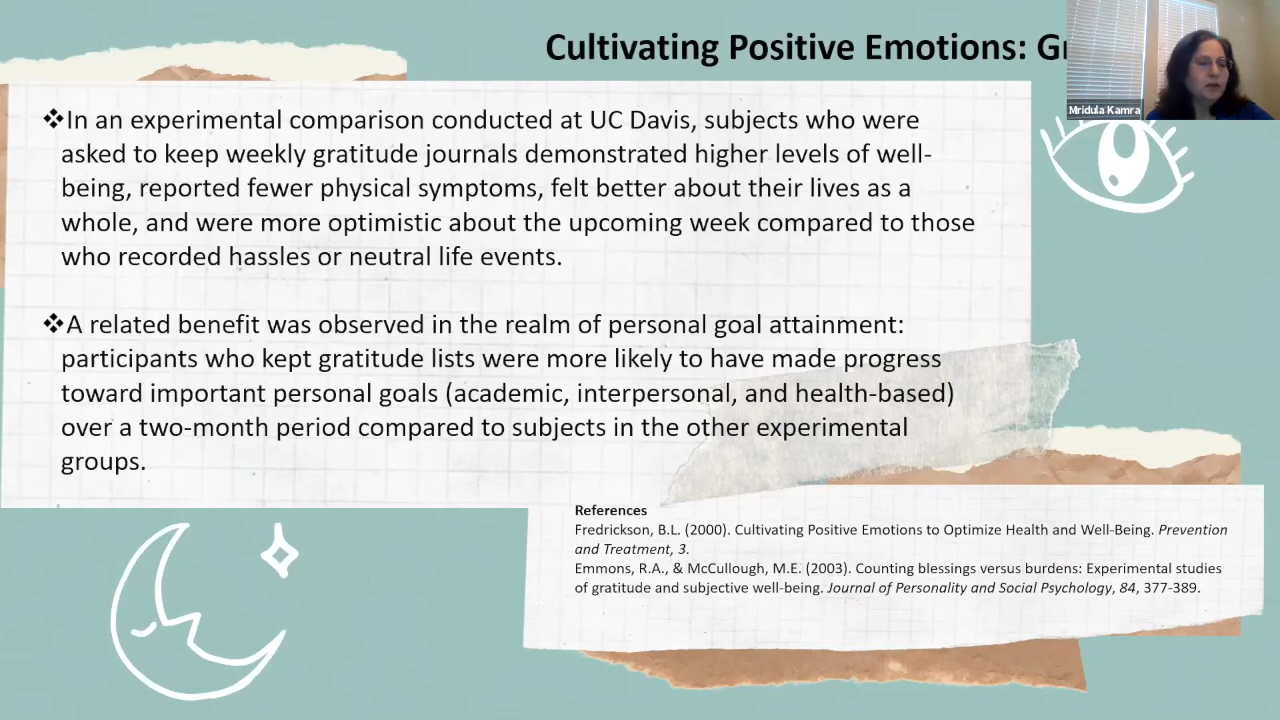 Cultivating Positive Emotions:
Mridula Kamra
❖In an experimental comparison conducted at UC Davis, subjects who were
asked to keep weekly gratitude journals demonstrated higher levels of well-
being, reported fewer physical symptoms, felt better about their lives as a
whole, and were more optimistic about the upcoming week compared to those
who recorded hassles or neutral life events.
❖A related benefit was observed in the realm of personal goal attainment:
participants who kept gratitude lists were more likely to have made progress
toward important personal goals (academic, interpersonal, and health-based)
over a two-month period compared to subjects in the other experimental
groups.
References
Fredrickson, B.L. (2000). Cultivating Positive Emotions to Optimize Health and Well-Being. Prevention
and Treatment, 3.
Emmons, R.A., & McCullough, M.E. (2003). Counting blessings versus burdens: Experimental studies
of gratitude and subjective well-being. Journal of Personality and Social Psychology, 84, 377-389.